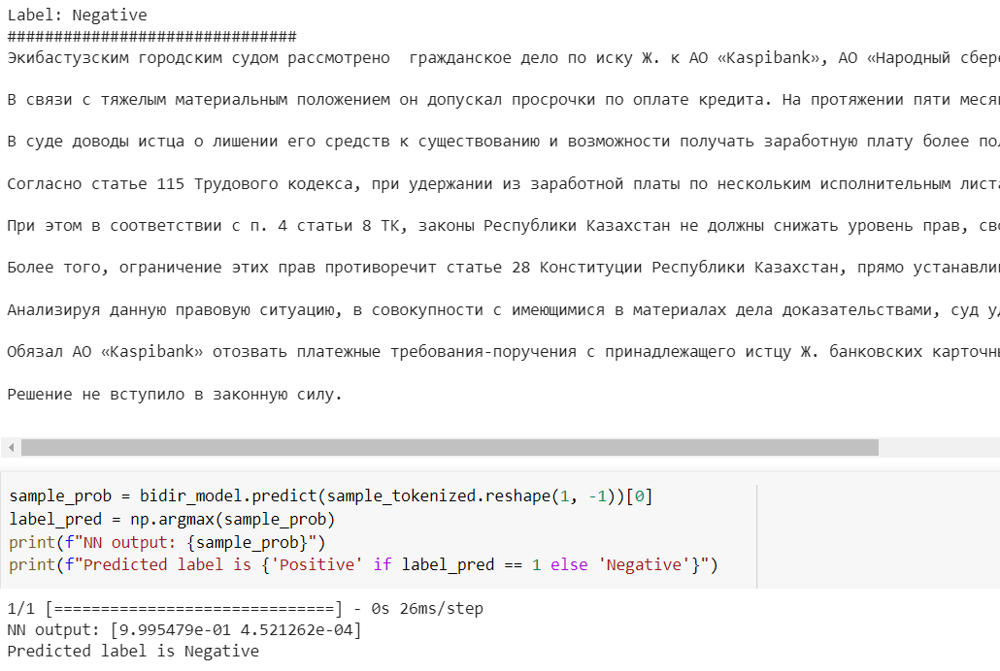 Label: Negative
###############################
Экибастузским городским судом рассмотрено  гражданское дело по иску Ж. к АО «Kaspibank», АО «Народный сбере
В связи с тяжелым материальным положением он допускал просрочки по оплате кредита. На протяжении пяти меся
В суде доводы истца о лишении его средств к существованию и возможности получать заработную плату более по
Согласно статье 115 Трудового кодекса, при удержании из заработной платы по нескольким исполнительным листа
При этом в соответствии с п. 4 статьи 8 ТК, законы Республики Казахстан не должны снижать уровень прав, сво
Более того, ограничение этих прав противоречит статье 28 Конституции Республики Казахстан, прямо устанавли
Анализируя данную правовую ситуацию, в совокупности с имеющимися в материалах дела доказательствами, суд у
Обязал АО «Kaspibank» отозвать платежные требования-поручения с принадлежащего истцу Ж. банковских карточн
Решение не вступило в законную силу.
sample_prob = bidir_model.predict(sample_tokenized.reshape(1, -1))[0]
label_pred = np.argmax(sample_prob)
print(f"NN output: {sample_prob}")
print(f"Predicted label is {'Positive' if label_pred == 1 else 'Negative'}")
1/1 [==============================] - 0s 26ms/step
NN output: [9.995479e-01 4.521262e-04]
Predicted label is Negative